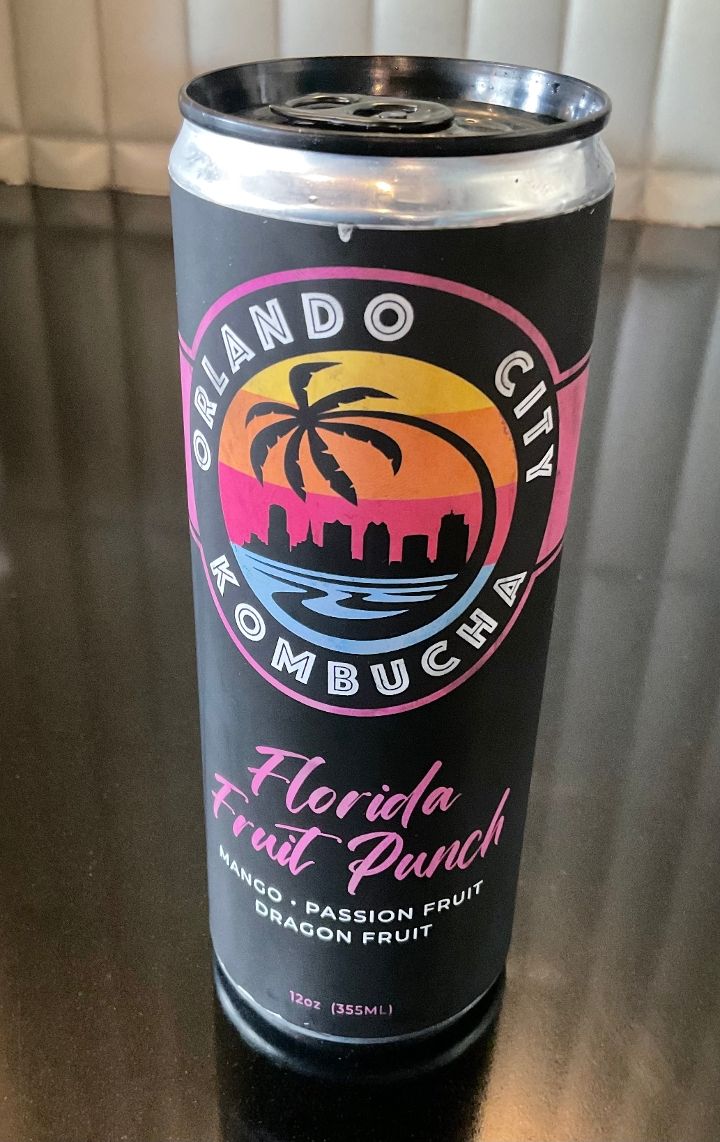 ORLANDO CITY
KOMBUCHA
Florida
Fruit Punch
MANGO • PASSION FRUIT
DRAGON FRUIT
12oz (355ML)